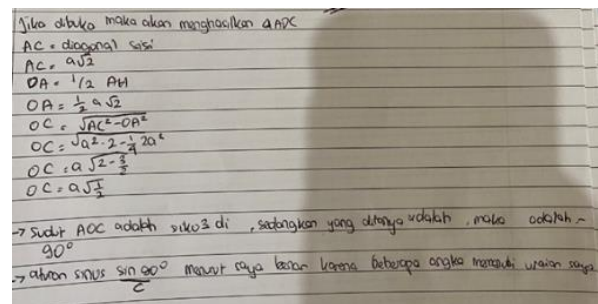 Jika dibuka maka akan menghasilkan △ADC
AC = diagonal sisi
AC = a√2
OA = 1/2 AH
OA = 1/2 a√2
OC = √AC²-OA²
OC = √a².2-1/4 2a²
OC = a√2-3/2
OC = a√1/2
→ Sudut AOC adalah siku3 di , sedangkan yang ditanya adalah , maka adalah -
90°
→ aturan sinus sin 90°/c menurut saya benar karena beberapa angka memenuhi uraian saya